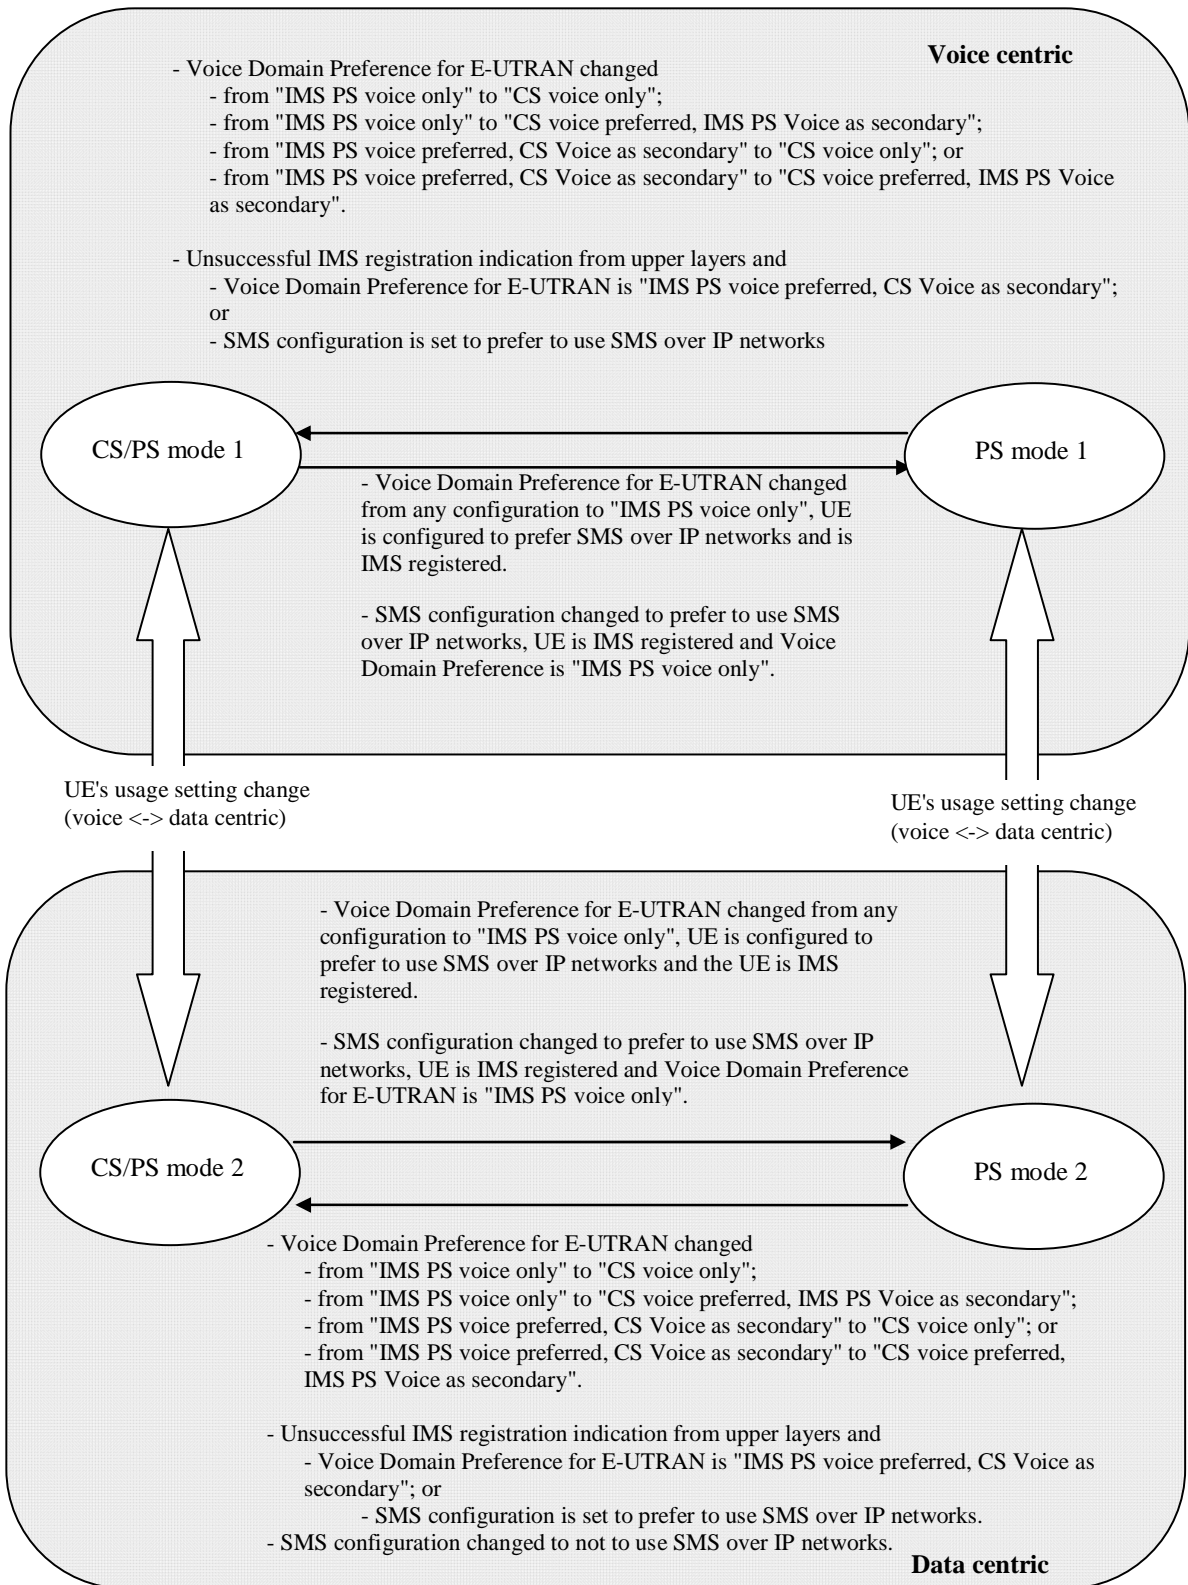 Voice centric
- Voice Domain Preference for E-UTRAN changed
- from "IMS PS voice only" to "CS voice only";
- from "IMS PS voice only" to "CS voice preferred, IMS PS Voice as secondary";
- from "IMS PS voice preferred, CS Voice as secondary" to "CS voice only"; or
- from "IMS PS voice preferred, CS Voice as secondary" to "CS voice preferred, IMS PS Voice
as secondary".
- Unsuccessful IMS registration indication from upper layers and
- Voice Domain Preference for E-UTRAN is "IMS PS voice preferred, CS Voice as secondary";
or
- SMS configuration is set to prefer to use SMS over IP networks
CS/PS mode 1
PS mode 1
- Voice Domain Preference for E-UTRAN changed
from any configuration to "IMS PS voice only", UE
is configured to prefer SMS over IP networks and is
IMS registered.
- SMS configuration changed to prefer to use SMS
over IP networks, UE is IMS registered and Voice
Domain Preference is "IMS PS voice only".
UE's usage setting change
(voice <-> data centric)
UE's usage setting change
(voice <-> data centric)
- Voice Domain Preference for E-UTRAN changed from any
configuration to "IMS PS voice only", UE is configured to
prefer to use SMS over IP networks and the UE is IMS
registered.
- SMS configuration changed to prefer to use SMS over IP
networks, UE is IMS registered and Voice Domain Preference
for E-UTRAN is "IMS PS voice only".
CS/PS mode 2
PS mode 2
- Voice Domain Preference for E-UTRAN changed
- from "IMS PS voice only" to "CS voice only";
- from "IMS PS voice only" to "CS voice preferred, IMS PS Voice as secondary";
- from "IMS PS voice preferred, CS Voice as secondary" to "CS voice only"; or
- from "IMS PS voice preferred, CS Voice as secondary" to "CS voice preferred,
IMS PS Voice as secondary".
- Unsuccessful IMS registration indication from upper layers and
- Voice Domain Preference for E-UTRAN is "IMS PS voice preferred, CS Voice as
secondary"; or
- SMS configuration is set to prefer to use SMS over IP networks.
- SMS configuration changed to not to use SMS over IP networks.
Data centric